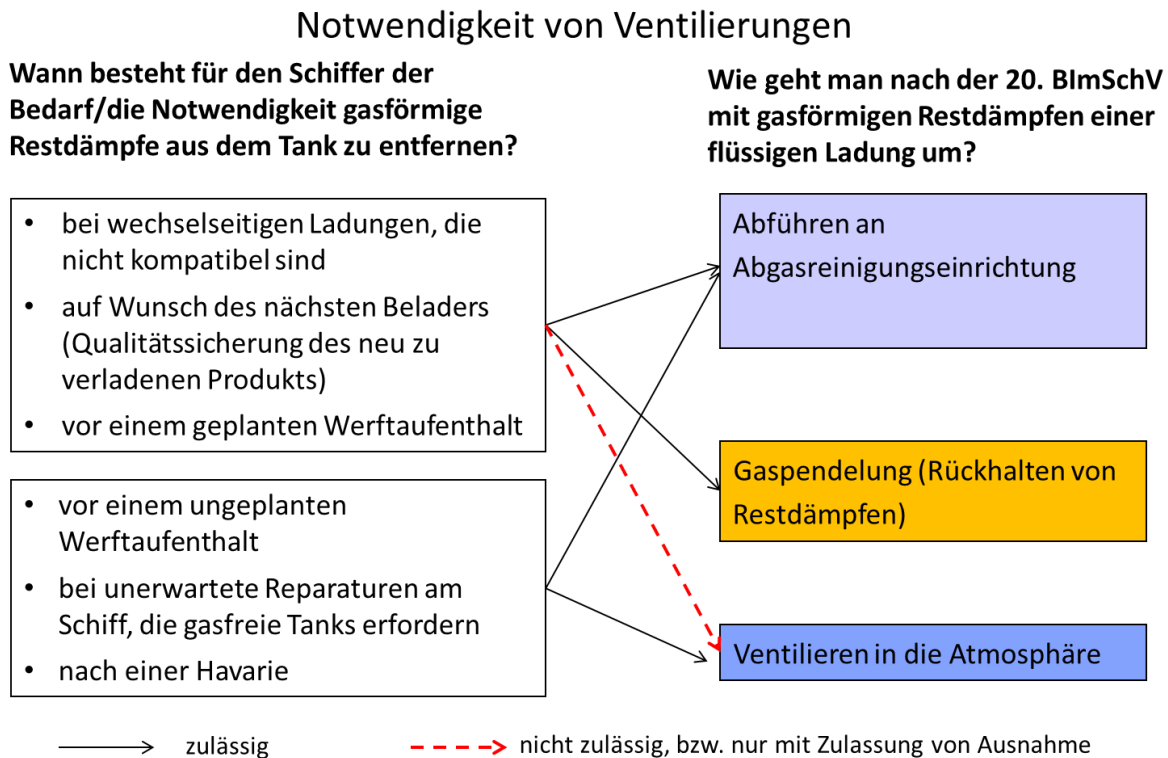 Notwendigkeit von Ventilierungen
Wann besteht für den Schiffer der
Bedarf/die Notwendigkeit gasförmige
Restdämpfe aus dem Tank zu entfernen?
• bei wechselseitigen Ladungen, die
nicht kompatibel sind
• auf Wunsch des nächsten Beladers
(Qualitätssicherung des neu zu
verladenen Produkts)
• vor einem geplanten Werftaufenthalt
• vor einem ungeplanten
Werftaufenthalt
• bei unerwartete Reparaturen am
Schiff, die gasfreie Tanks erfordern
• nach einer Havarie
Wie geht man nach der 20. BImSchV
mit gasförmigen Restdämpfen einer
flüssigen Ladung um?
Abführen an
Abgasreinigungseinrichtung
Gaspendelung (Rückhalten von
Restdämpfen)
Ventilieren in die Atmosphäre
zulässig
nicht zulässig, bzw. nur mit Zulassung von Ausnahme